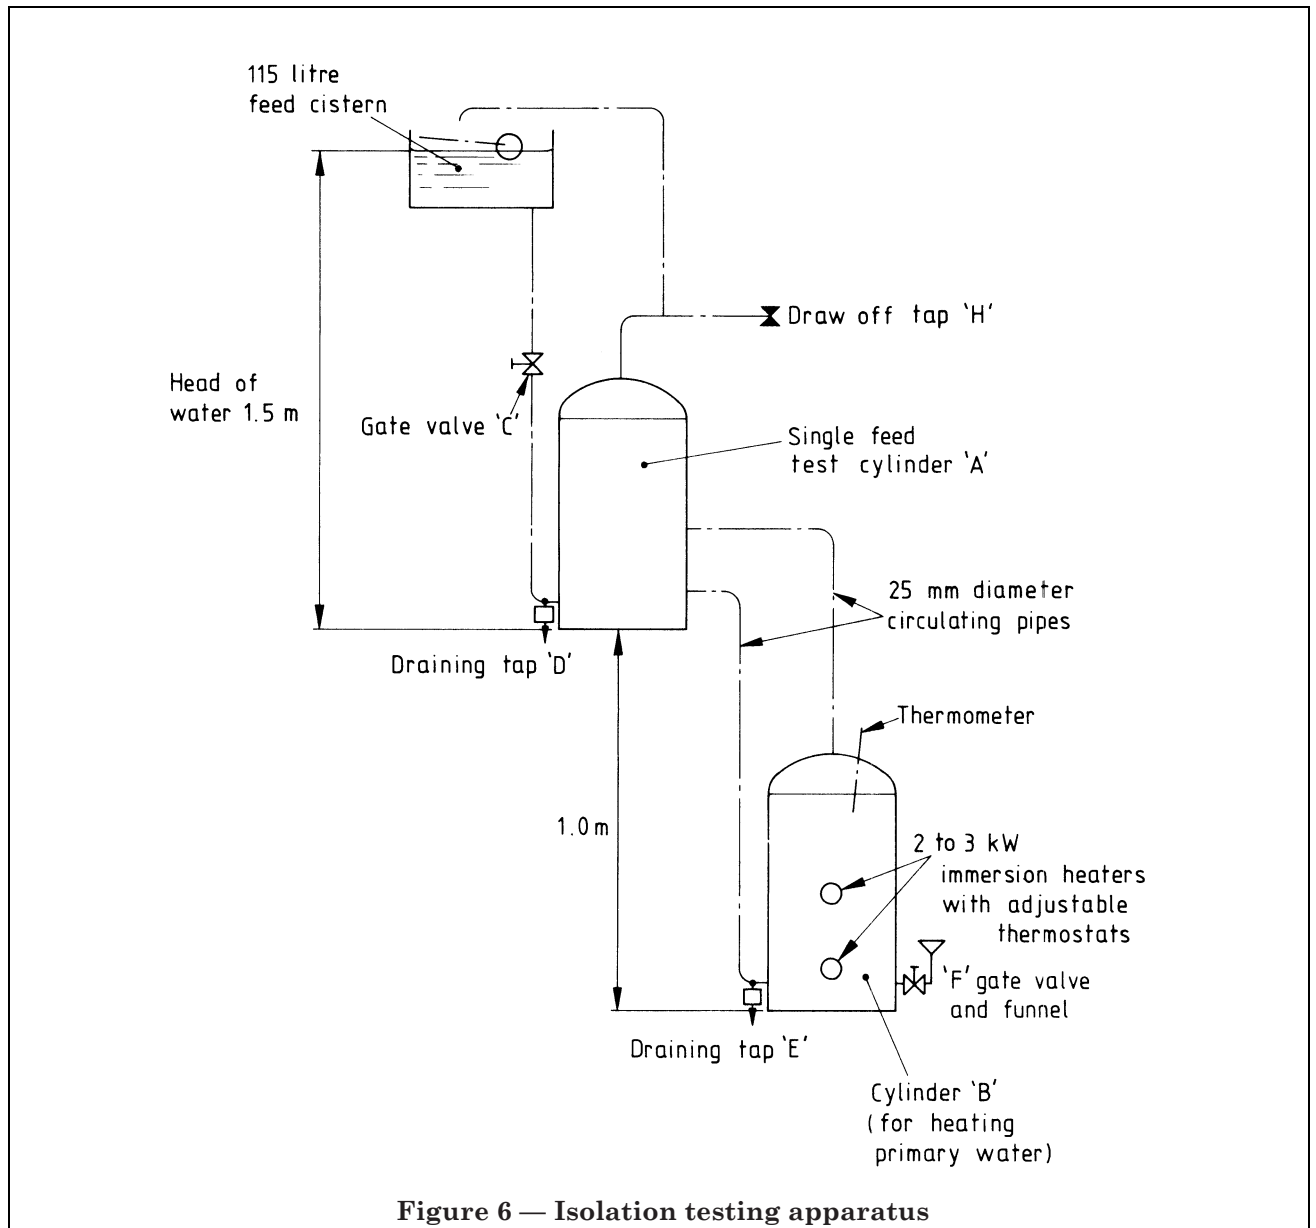 115 litre
feed cistern
Draw off tap ‘H’
Head of
water 1.5 m
Gate valve ‘C’
Single feed
test cylinder ‘A’
25 mm diameter
circulating pipes
Draining tap ‘D’
Thermometer
1.0 m
2 to 3 kW
immersion heaters
with adjustable
thermostats
‘F’ gate valve
and funnel
Draining tap ‘E’
Cylinder ‘B’
(for heating
primary water)
Figure 6 — Isolation testing apparatus